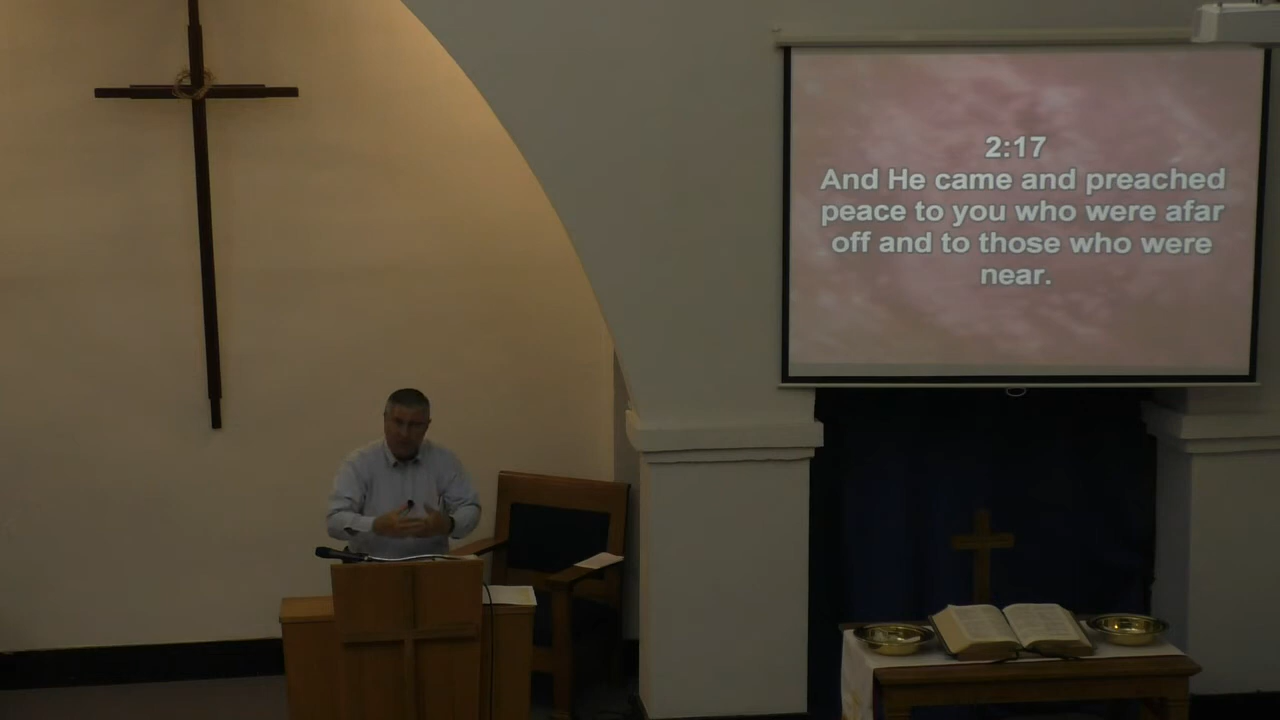 2:17
And He came and preached
peace to you who were afar
off and to those who were
near.